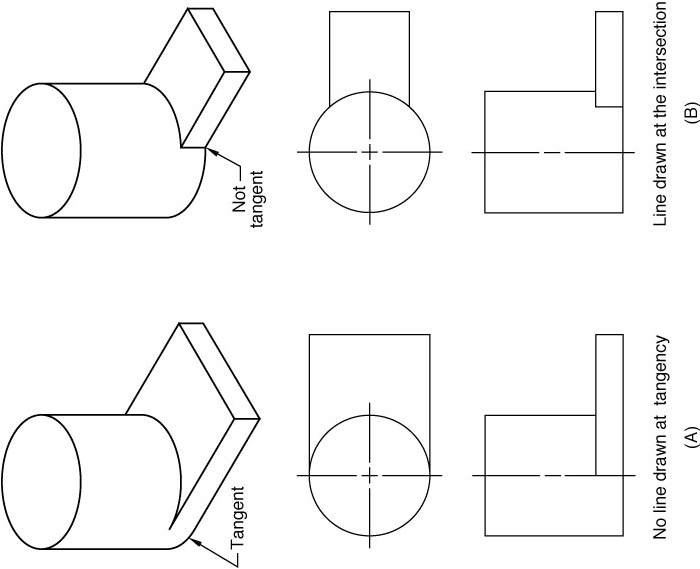 Tangent
No line drawn at tangency
(A)
Not
tangent
Line drawn at the intersection
(B)